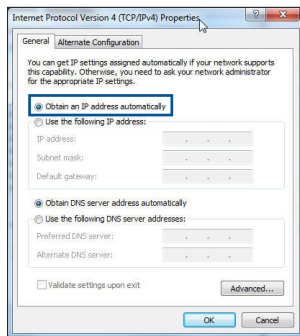 Internet Protocol Version 4 (TCP/IPv4) Properties
General Alternate Configuration
You can get IP settings assigned automatically if your network supports
this capability. Otherwise, you need to ask your network administrator
for the appropriate IP settings.
Obtain an IP address automatically
Use the following IP address:
IP address:
Subnet mask:
Default gateway:
Obtain DNS server address automatically
Use the following DNS server addresses:
Preferred DNS server:
Alternate DNS server:
Validate settings upon exit
Advanced...
OK Cancel